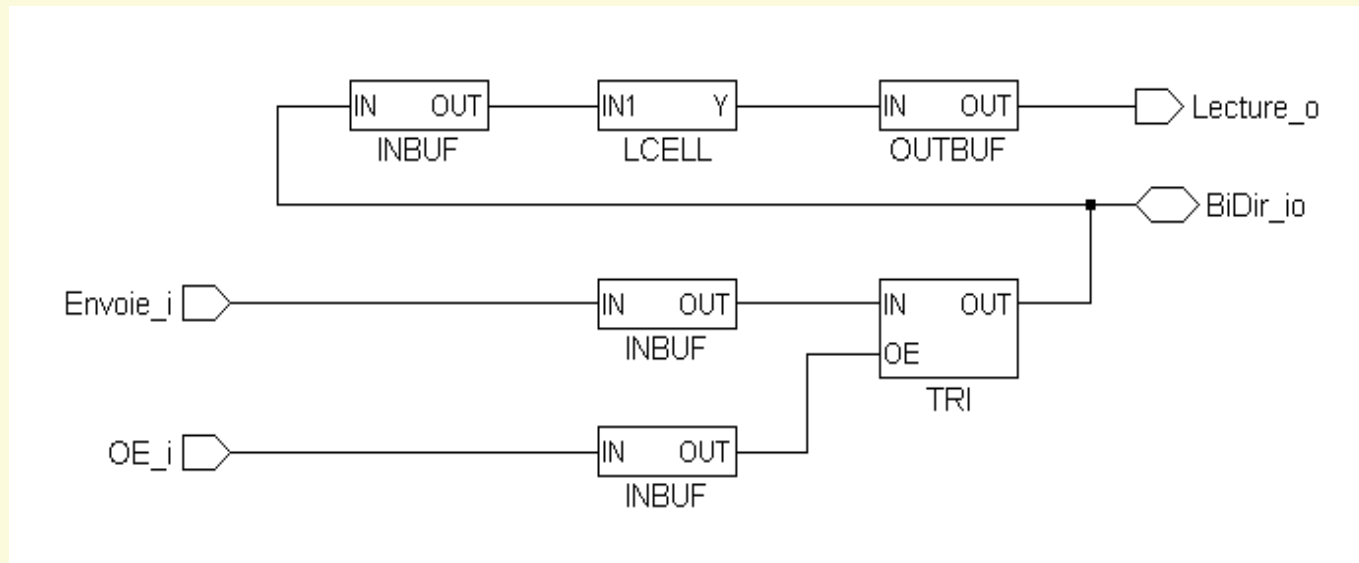 IN OUT
INBUF
IN1 Y
LCELL
IN OUT
OUTBUF
Lecture_o
BiDir_io
Envoie_i
IN OUT
INBUF
IN OUT
OE
TRI
OE_i
IN OUT
INBUF